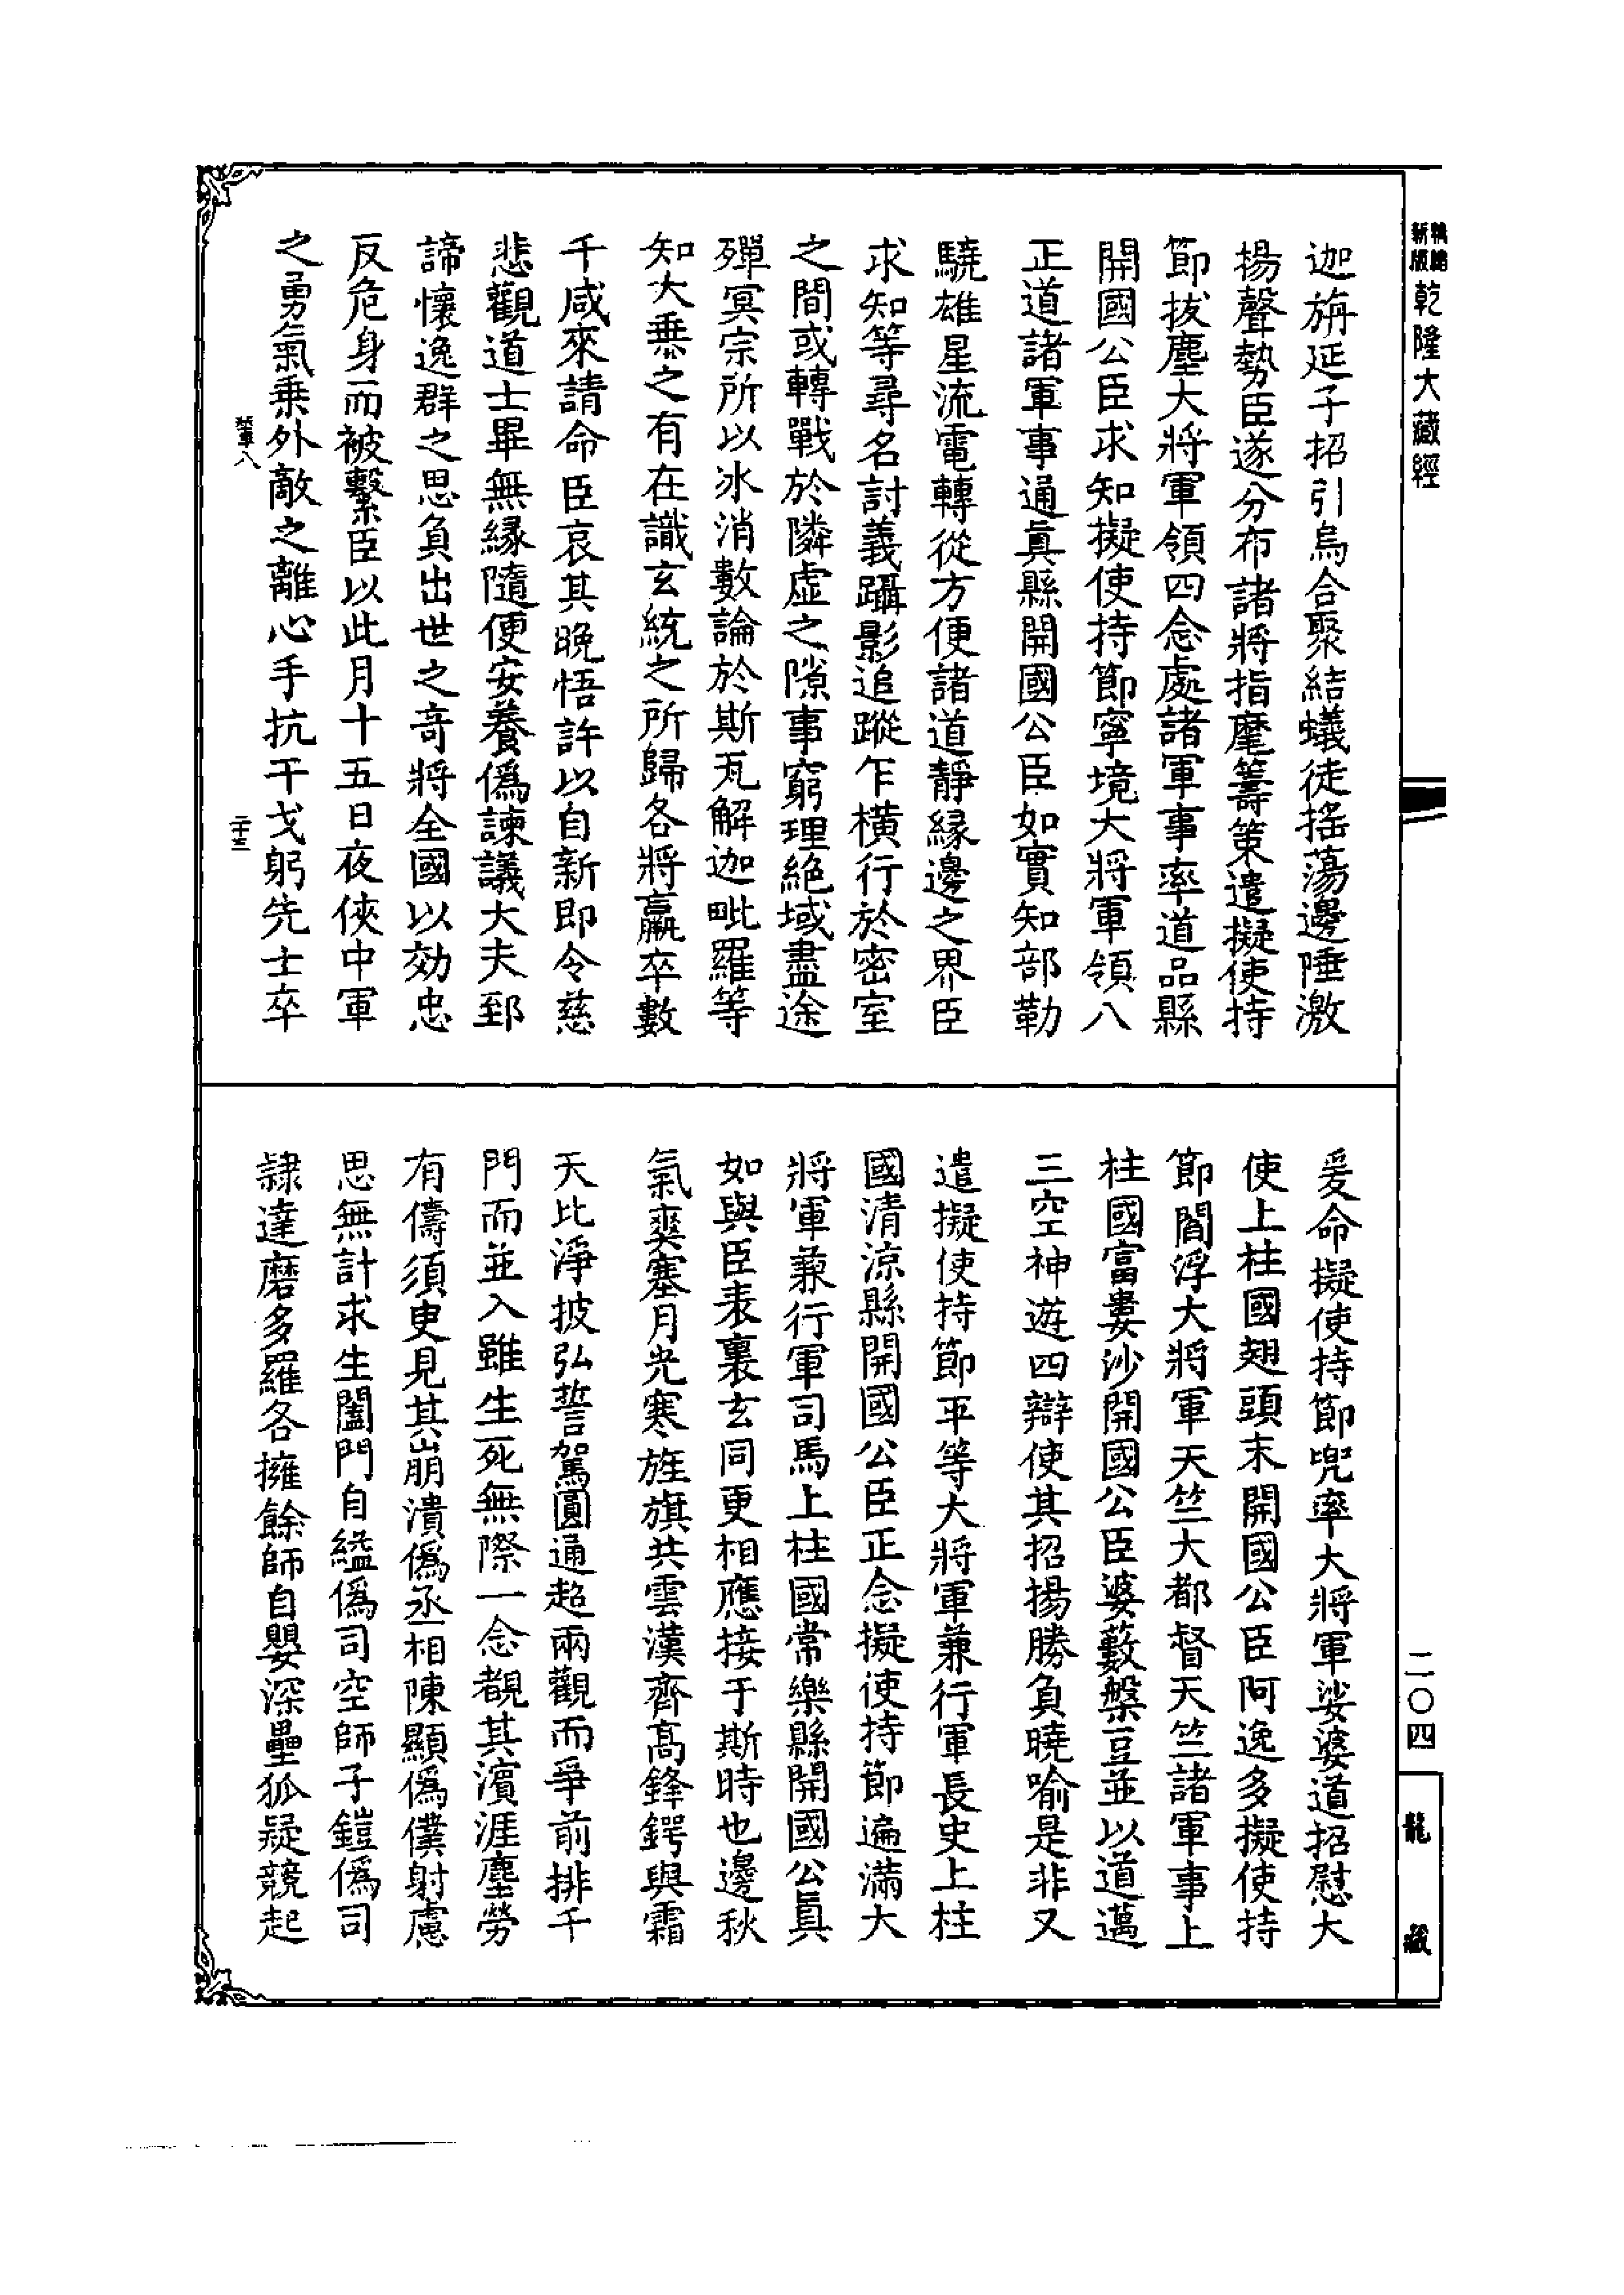 乾隆大藏經
迦旃延子招引烏合聚結蟻徒搖蕩邊陲激
揚聲勢臣遂分布諸將指麾籌策遣擬使持
節拔塵大將軍領四念處諸軍事率道品縣
開國公臣求知擬使持節寧境大將軍領八
正道諸軍事通真縣開國公臣如實知部勒
驍雄星流電轉從方便諸道靜緣邊之界臣
求知等尋名討義躡影追蹤乍橫行於密室
之間或轉戰於隣虛之隙事窮理絕域盡途
殫冥宗所以氷消數論於斯瓦解迦毗羅等
知大乘之有在識玄統之所歸各將羸卒數
千咸來請命臣哀其晚悟許以自新即令慈
悲觀道士畢無緣隨便安養僞諫議大夫郅
諦懷逸群之思負出世之奇將全國以効忠
反危身而被繫臣以此月十五日夜俠中軍
之勇氣乘外敵之離心手抗干戈躬先士卒
二十三
爰命擬使持節兜率大將軍娑婆道招慰大
使上柱國翅頭末開國公臣阿逸多擬使持
節閻浮大將軍天竺大都督天竺諸軍事上
柱國富婁沙開國公臣婆藪槃豆並以道邁
三空神遊四辯使其招揚勝負曉喻是非又
遣擬使持節平等大將軍兼行軍長史上柱
國清涼縣開國公臣正念擬使持節遍滿大
將軍兼行軍司馬上柱國常樂縣開國公真
如與臣表裏玄同更相應接于斯時也邊秋
氣爽塞月光寒旌旗共雲漢齊高鋒鍔與霜
天比淨披弘誓駕圓通超兩觀而爭前排千
門而並入雖生死無際一念覩其濱涯塵勞
有儔須臾見其崩潰僞丞相陳顯僞僕射慮
思無計求生闔門自縊僞司空師子鎧僞司
隸達磨多羅各擁餘師自嬰深壘狐疑競起
二〇四
龍藏